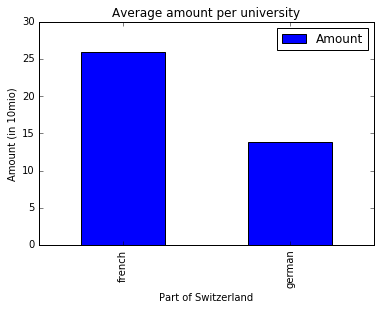 Average amount per university
Amount
30
25
20
15
10
5
0
Amount (in 10mio)
french
german
Part of Switzerland